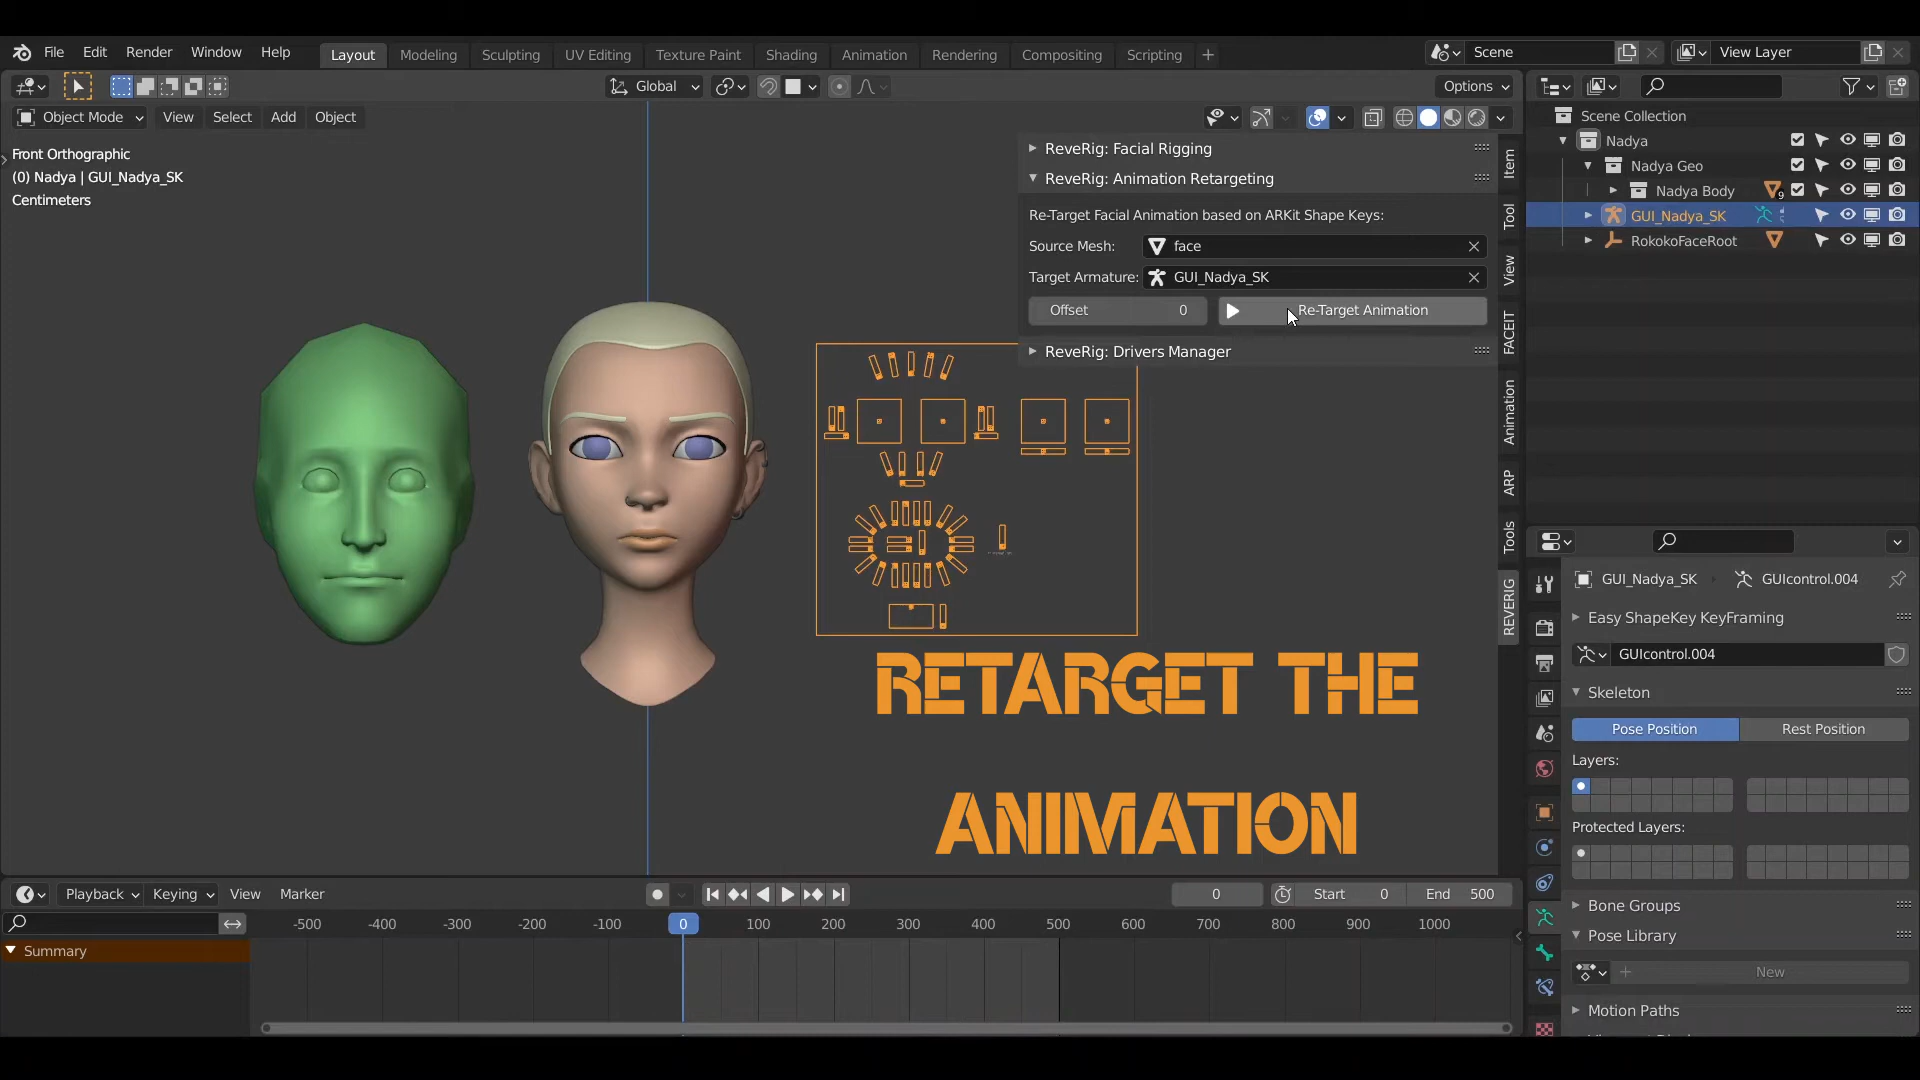 File Edit Render Window Help Layout Modeling Sculpting UV Editing Texture Paint Shading Animation Rendering Compositing Scripting + Scene View Layer
Global Options
Object Mode View Select Add Object
Front Orthographic
(0) Nadya | GUI_Nadya_SK
Centimeters
ReveRig: Facial Rigging
ReveRig: Animation Retargeting
Re-Target Facial Animation based on ARKit Shape Keys:
Source Mesh: face
Target Armature: GUI_Nadya_SK
Offset 0 Re-Target Animation
ReveRig: Drivers Manager
Item
Tool
View
FACEIT
Animation
ARP
Tools
REVERIG
RETARGET THE
ANIMATION
Scene Collection
Nadya
Nadya Geo
Nadya Body 9
GUI_Nadya_SK
RokokoFaceRoot
GUI_Nadya_SK GUIcontrol.004
Easy ShapeKey KeyFraming
GUIcontrol.004
Skeleton
Pose Position Rest Position
Layers:
Protected Layers:
Bone Groups
Pose Library
+ New
Motion Paths
Playback Keying View Marker 0 Start 0 End 500
-500 -400 -300 -200 -100 0 100 200 300 400 500 600 700 800 900 1000
Summary